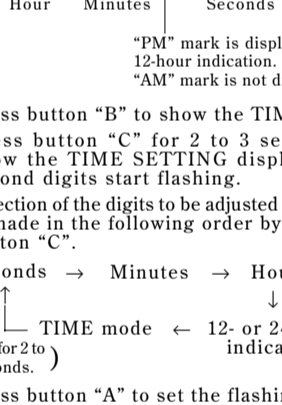 Hour Minutes Seconds
“PM” mark is displ
12-hour indication.
“AM” mark is not d
ss button “B” to show the TIM
ss button “C” for 2 to 3 se
w the TIME SETTING displ
ond digits start flashing.
ection of the digits to be adjusted
nade in the following order by
ton “C”.
onds → Minutes → Hou
↑ ↓
TIME mode ← 12- or 2
for 2 to indica
nds. )
ss button “A” to set the flashin